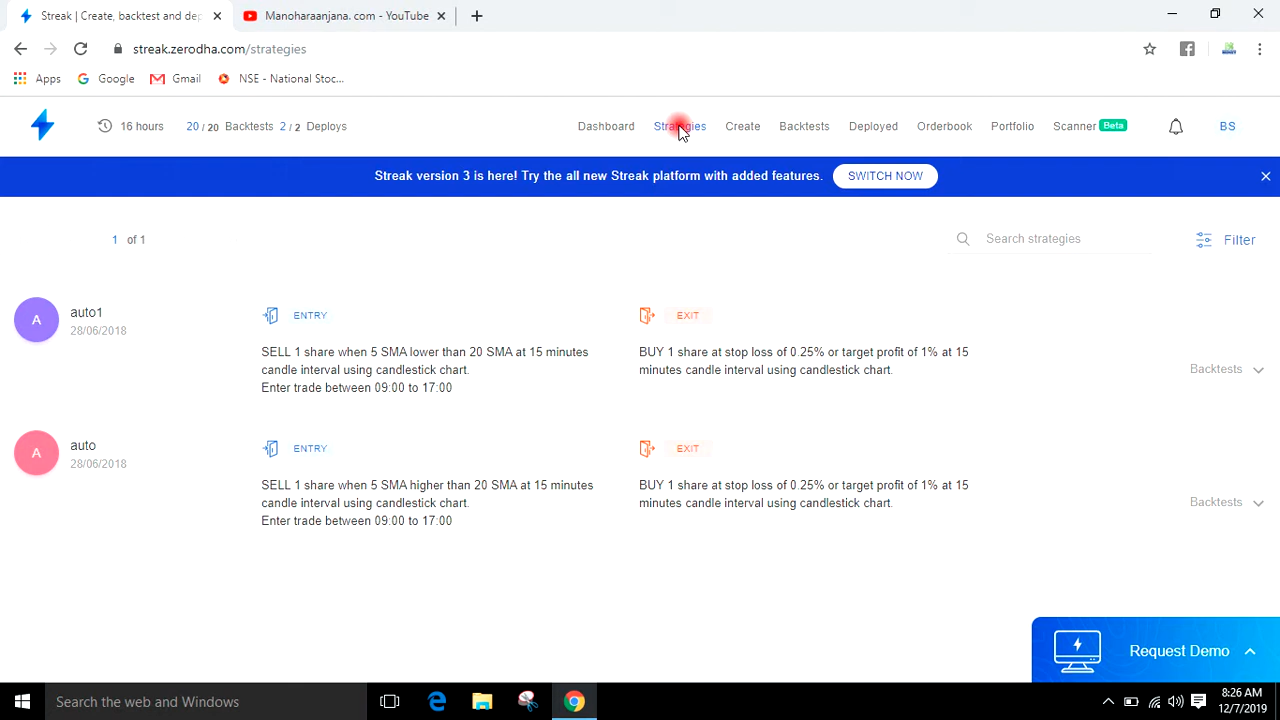 Streak | Create, backtest and dep
Manoharaanjana. com - YouTube
streak.zerodha.com/strategies
Apps
Google
Gmail
NSE - National Stoc...
16 hours
20 / 20 Backtests 2 / 2 Deploys
Dashboard
Strategies
Create
Backtests
Deployed
Orderbook
Portfolio
Scanner Beta
BS
Streak version 3 is here! Try the all new Streak platform with added features.
SWITCH NOW
1 of 1
Search strategies
Filter
A
auto1
28/06/2018
ENTRY
SELL 1 share when 5 SMA lower than 20 SMA at 15 minutes
candle interval using candlestick chart.
Enter trade between 09:00 to 17:00
EXIT
BUY 1 share at stop loss of 0.25% or target profit of 1% at 15
minutes candle interval using candlestick chart.
Backtests
A
auto
28/06/2018
ENTRY
SELL 1 share when 5 SMA higher than 20 SMA at 15 minutes
candle interval using candlestick chart.
Enter trade between 09:00 to 17:00
EXIT
BUY 1 share at stop loss of 0.25% or target profit of 1% at 15
minutes candle interval using candlestick chart.
Backtests
Request Demo
Search the web and Windows
8:26 AM
12/7/2019